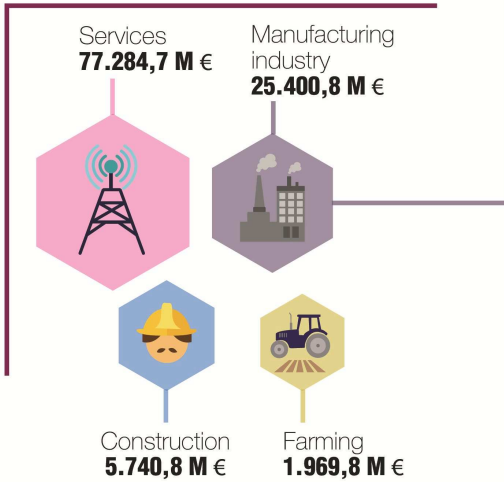 Services
77.284,7 M €
Manufacturing
industry
25.400,8 M €
Construction
5.740,8 M €
Farming
1.969,8 M €